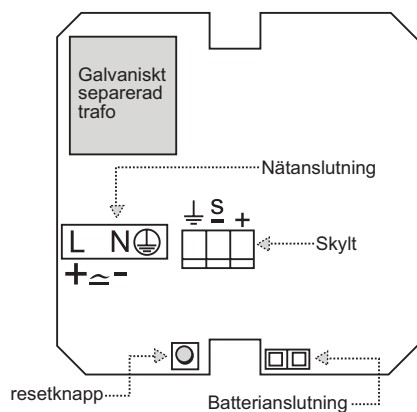 Galvaniskt
separerad
trafo
Nätanslutning
S
+
L N
Skylt
+ ≃ -
resetknapp
Batterianslutning